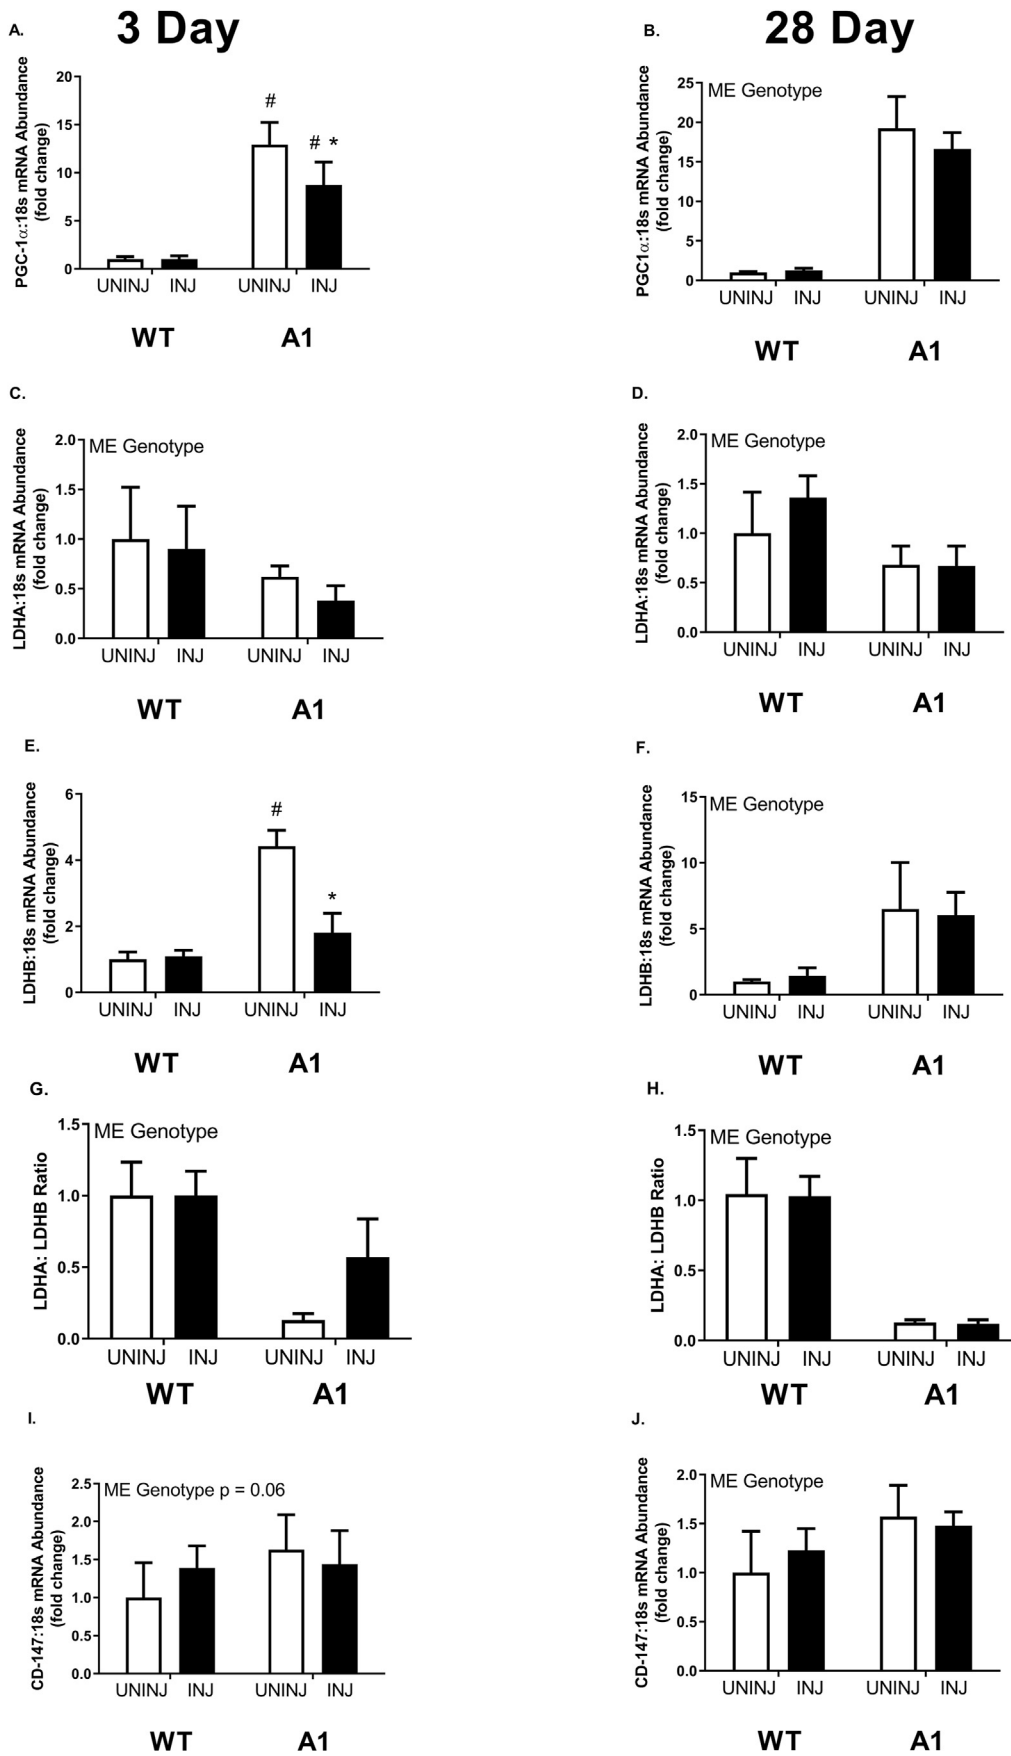 A.
3 Day
PGC-1α:18s mRNA Abundance
(fold change)
20
15
10
5
0
#
# *
UNINJ INJ UNINJ INJ
WT A1
B.
28 Day
PGC1α:18s mRNA Abundance
(fold change)
ME Genotype
25
20
15
10
5
0
UNINJ INJ UNINJ INJ
WT A1
C.
LDHA:18s mRNA Abundance
(fold change)
ME Genotype
2.0
1.5
1.0
0.5
0.0
UNINJ INJ UNINJ INJ
WT A1
D.
LDHA:18s mRNA Abundance
(fold change)
ME Genotype
2.0
1.5
1.0
0.5
0.0
UNINJ INJ UNINJ INJ
WT A1
E.
LDHB:18s mRNA Abundance
(fold change)
6
4
2
0
#
*
UNINJ INJ UNINJ INJ
WT A1
F.
LDHB:18s mRNA Abundance
(fold change)
ME Genotype
15
10
5
0
UNINJ INJ UNINJ INJ
WT A1
G.
LDHA: LDHB Ratio
ME Genotype
1.5
1.0
0.5
0.0
UNINJ INJ UNINJ INJ
WT A1
H.
LDHA: LDHB Ratio
ME Genotype
1.5
1.0
0.5
0.0
UNINJ INJ UNINJ INJ
WT A1
I.
CD-147:18s mRNA Abundance
(fold change)
ME Genotype p = 0.06
2.5
2.0
1.5
1.0
0.5
0.0
UNINJ INJ UNINJ INJ
WT A1
J.
CD-147:18s mRNA Abundance
(fold change)
ME Genotype
2.0
1.5
1.0
0.5
0.0
UNINJ INJ UNINJ INJ
WT A1